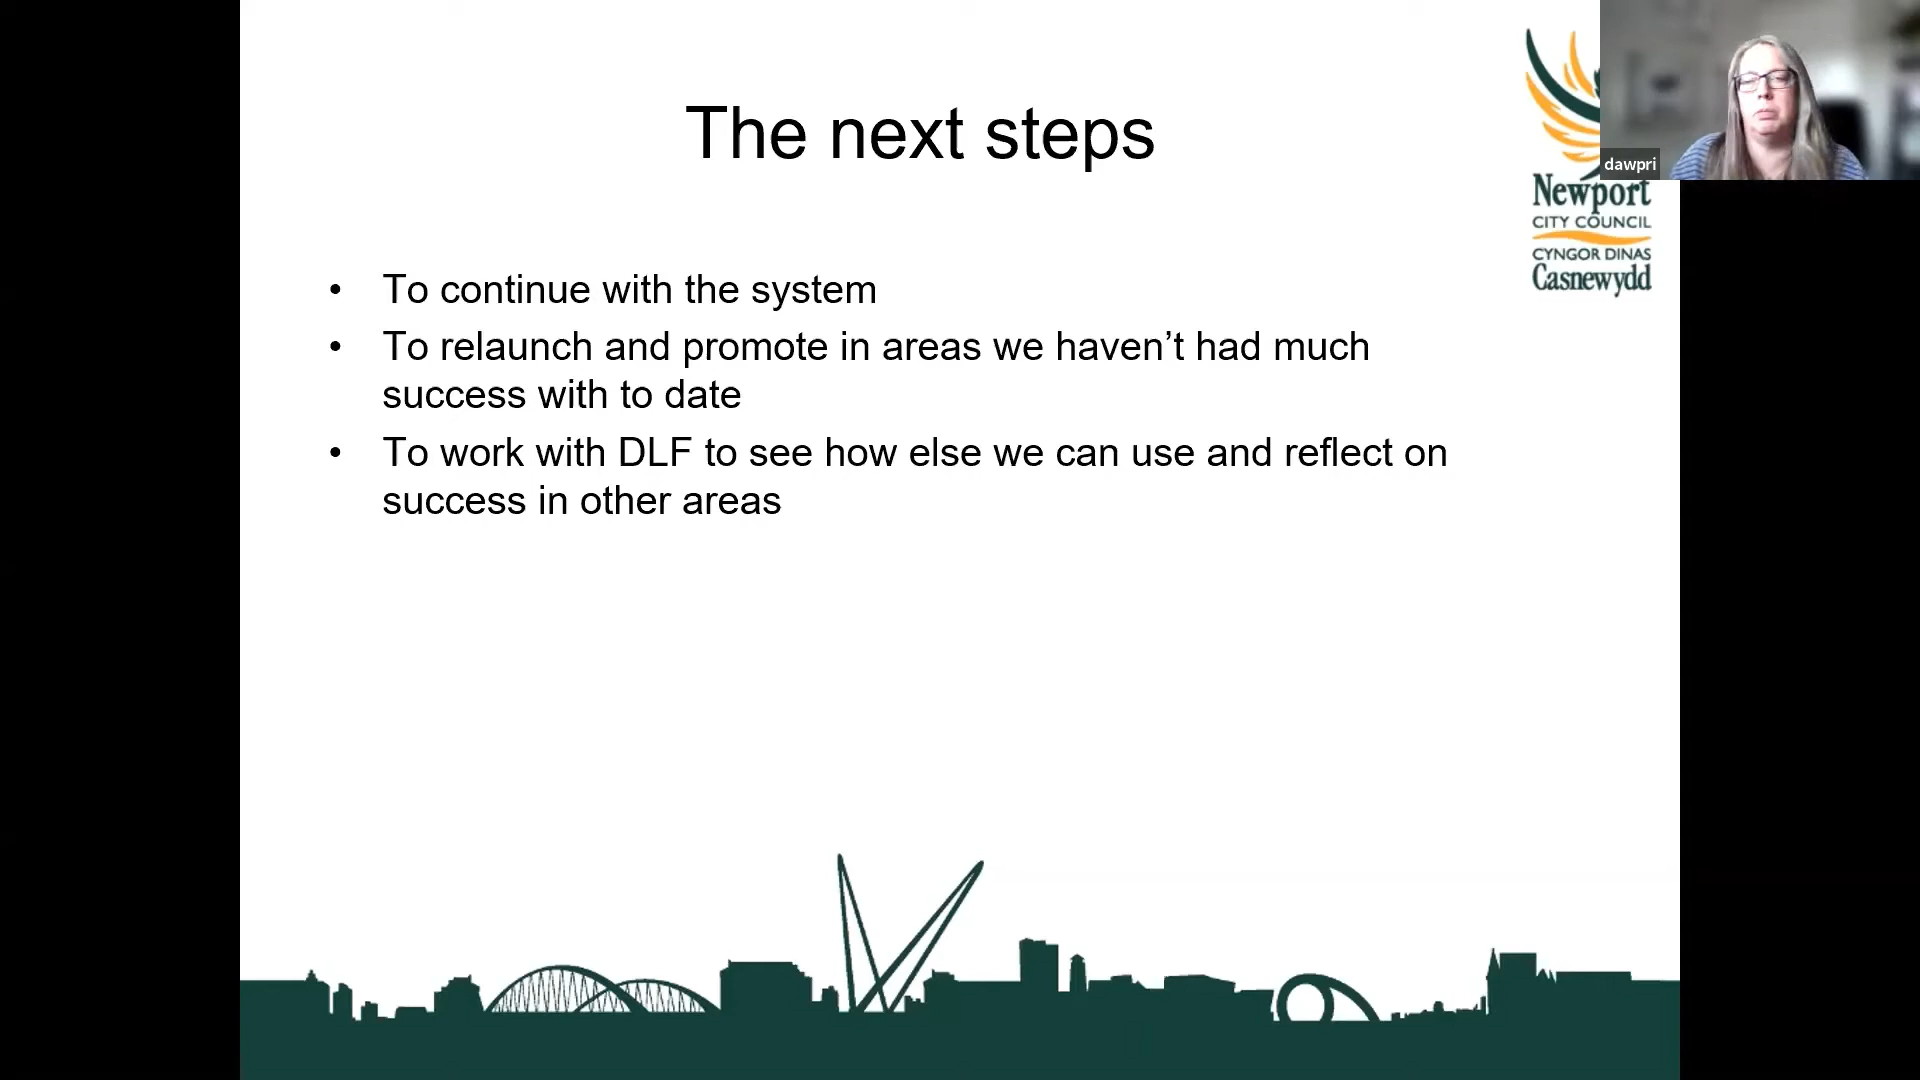 The next steps
dawpri
Newport
CITY COUNCIL
CYNGOR DINAS
Casnewydd
• To continue with the system
• To relaunch and promote in areas we haven’t had much
success with to date
• To work with DLF to see how else we can use and reflect on
success in other areas